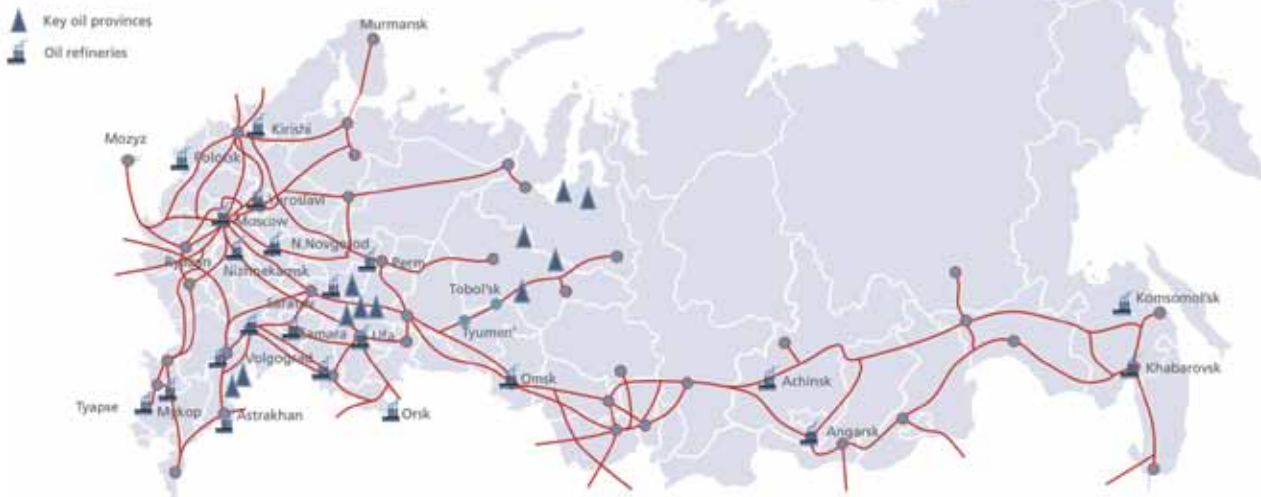 Key oil provinces
Oil refineries
Murmansk
Kirishi
Mozyz
Polotsk
Yaroslavl
Moscow
N.Novgorod
Ryazan
Perm
Nizhnekamsk
Tobol'sk
Saratov
Tyumen'
Samara
Ufa
Komsomol'sk
Volgograd
Omsk
Achinsk
Khabarovsk
Tyapse
Mykop
Astrakhan
Orsk
Angarsk